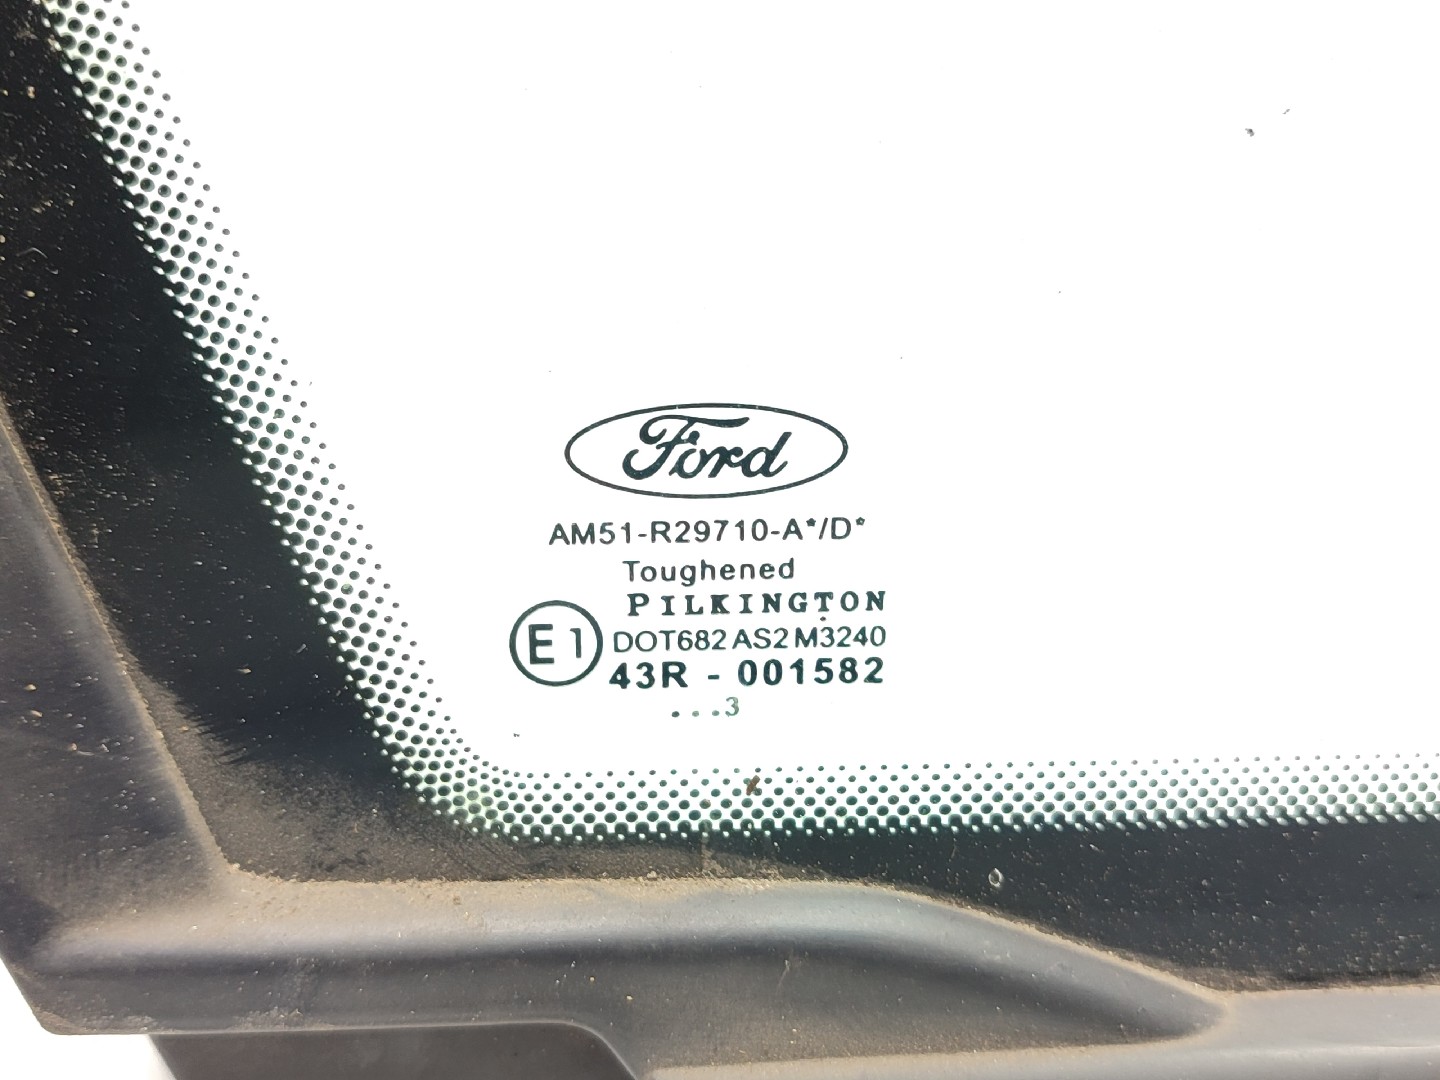 Ford
AM51-R29710-A*/D*
Toughened
PILKINGTON
E1 DOT682 AS2 M3240
43R - 001582
...3